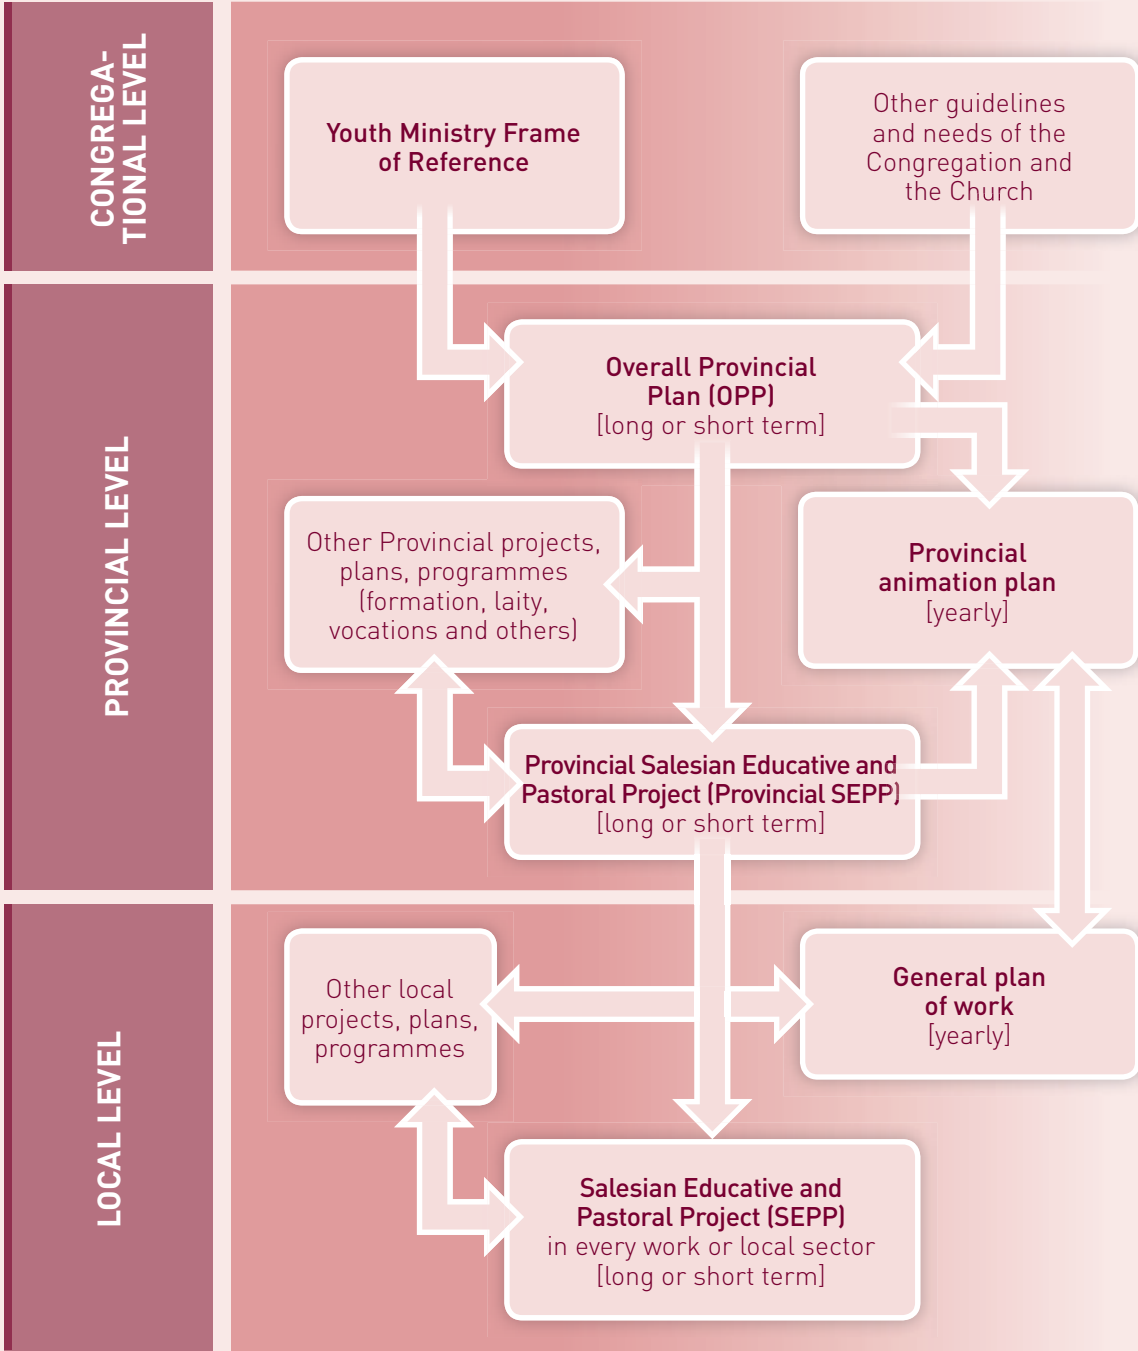 CONGREGA-
TIONAL LEVEL
Youth Ministry Frame
of Reference
Other guidelines
and needs of the
Congregation and
the Church
PROVINCIAL LEVEL
Overall Provincial
Plan (OPP)
[long or short term]
Other Provincial projects,
plans, programmes
(formation, laity,
vocations and others)
Provincial
animation plan
[yearly]
Provincial Salesian Educative and
Pastoral Project (Provincial SEPP)
[long or short term]
LOCAL LEVEL
Other local
projects, plans,
programmes
General plan
of work
[yearly]
Salesian Educative and
Pastoral Project (SEPP)
in every work or local sector
[long or short term]